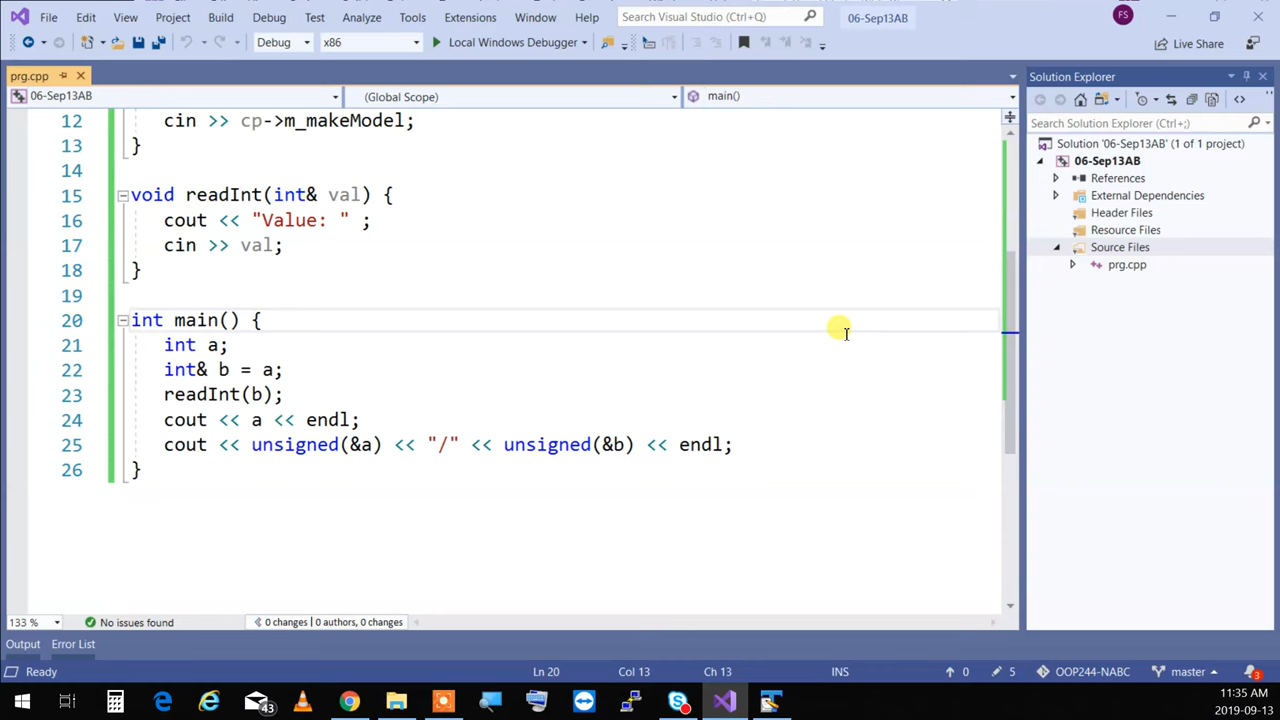 File Edit View Project Build Debug Test Analyze Tools Extensions Window Help Search Visual Studio (Ctrl+Q) 06-Sep13AB FS
Debug x86 Local Windows Debugger Live Share
prg.cpp
Solution Explorer
06-Sep13AB (Global Scope) main()
12 cin >> cp->m_makeModel;
13 }
14
15 void readInt(int& val) {
16 cout << "Value: " ;
17 cin >> val;
18 }
19
20 int main() {
21 int a;
22 int& b = a;
23 readInt(b);
24 cout << a << endl;
25 cout << unsigned(&a) << "/" << unsigned(&b) << endl;
26 }
Search Solution Explorer (Ctrl+;)
Solution '06-Sep13AB' (1 of 1 project)
06-Sep13AB
References
External Dependencies
Header Files
Resource Files
Source Files
prg.cpp
133 % No issues found 0 changes | 0 authors, 0 changes
Output Error List
Ready Ln 20 Col 13 Ch 13 INS 0 5 OOP244-NABC master 3
43
11:35 AM
2019-09-13